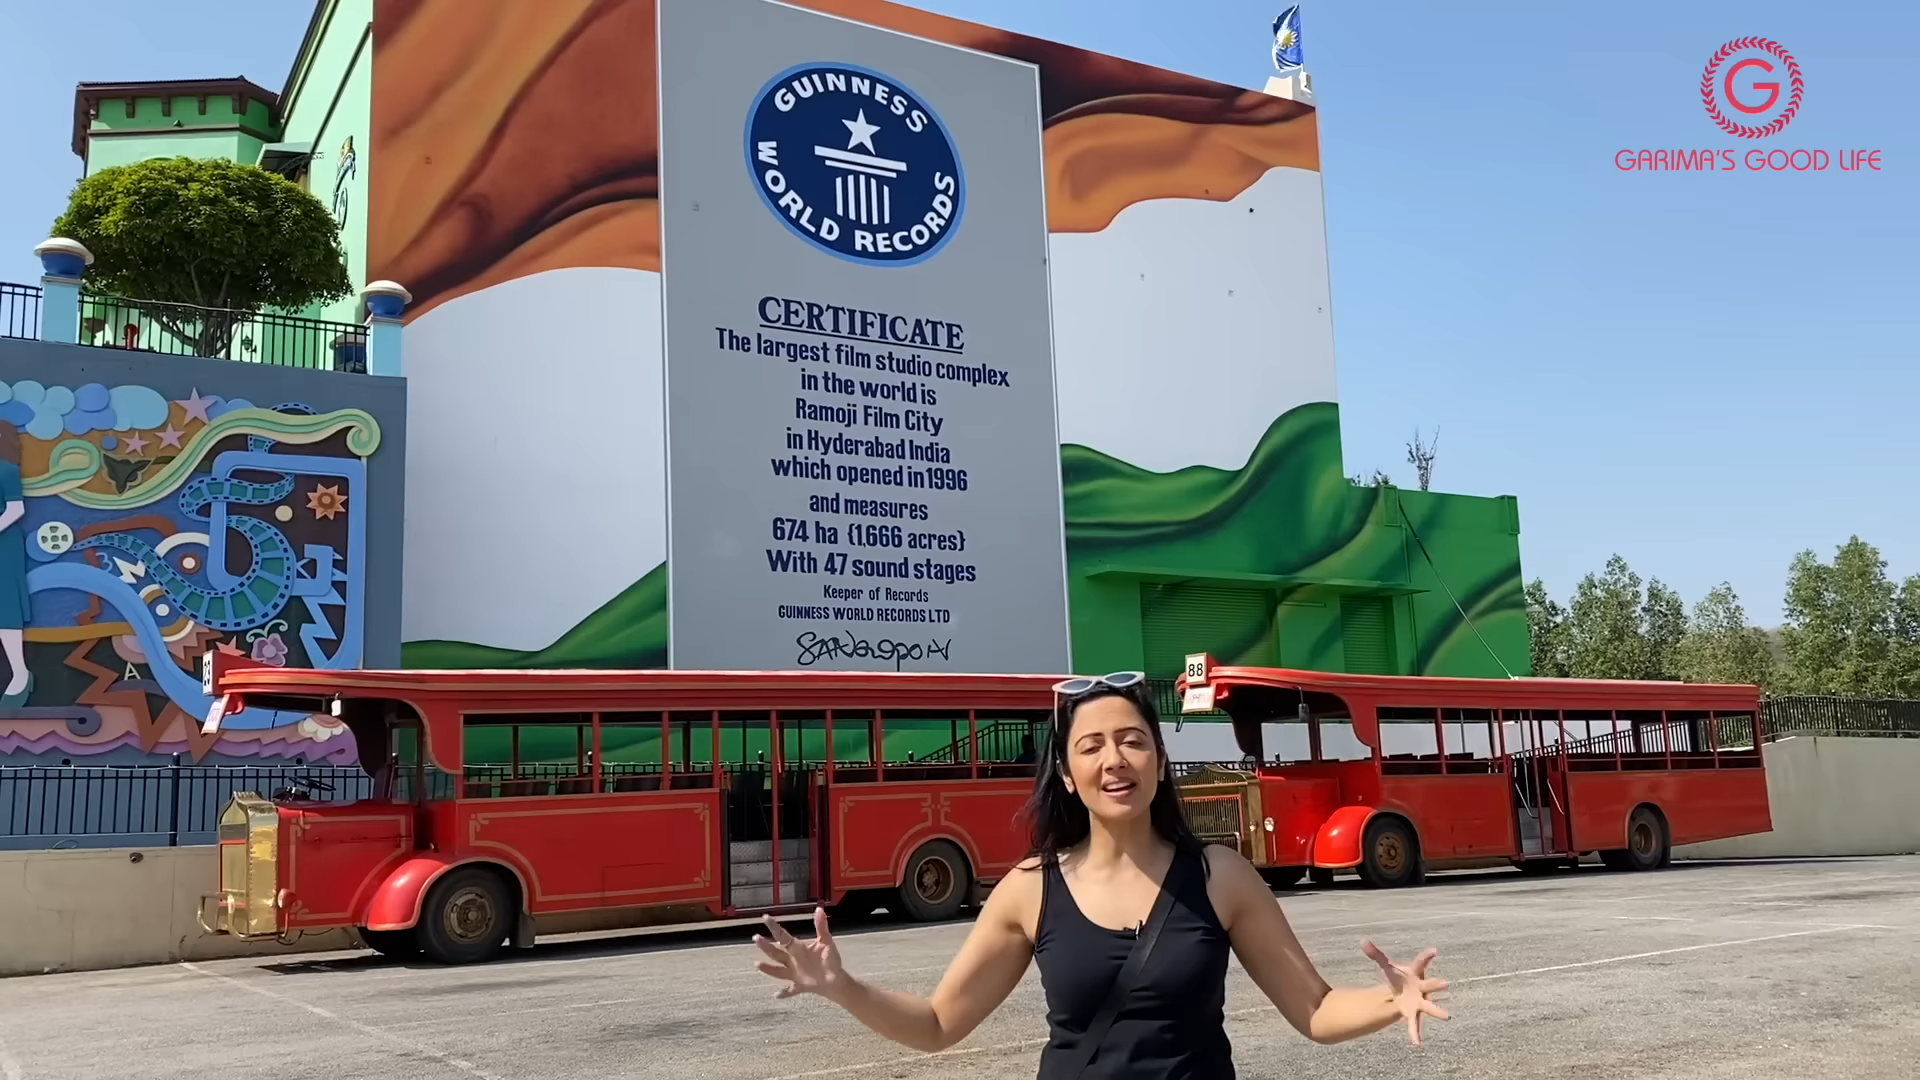 GUINNESS
WORLD RECORDS
CERTIFICATE
The largest film studio complex
in the world is
Ramoji Film City
in Hyderabad India
which opened in 1996
and measures
674 ha {1,666 acres}
With 47 sound stages
Keeper of Records
GUINNESS WORLD RECORDS LTD
G
GARIMA'S GOOD LIFE
88